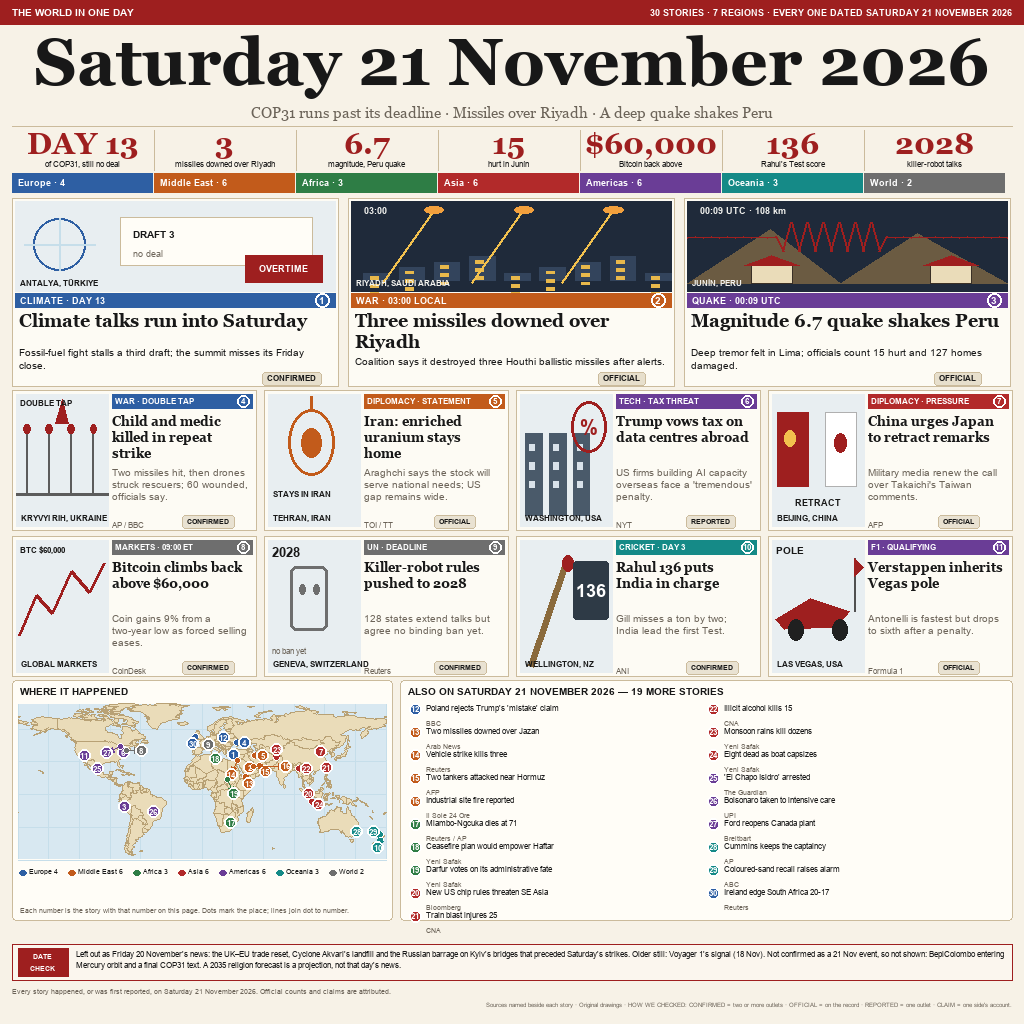 THE WORLD IN ONE DAY
30 STORIES · 7 REGIONS · EVERY ONE DATED SATURDAY 21 NOVEMBER 2026
Saturday 21 November 2026
COP31 runs past its deadline · Missiles over Riyadh · A deep quake shakes Peru
DAY 13
of COP31, still no deal
3
missiles downed over Riyadh
6.7
magnitude, Peru quake
15
hurt in Junín
$60,000
Bitcoin back above
136
Rahul's Test score
2028
killer-robot talks
Europe · 4
Middle East · 6
Africa · 3
Asia · 6
Americas · 6
Oceania · 3
World · 2
DRAFT 3
no deal
OVERTIME
ANTALYA, TÜRKIYE
CLIMATE · DAY 13
1
Climate talks run into Saturday
Fossil-fuel fight stalls a third draft; the summit misses its Friday
close.
CONFIRMED
03:00
RIYADH, SAUDI ARABIA
WAR · 03:00 LOCAL
2
Three missiles downed over
Riyadh
Coalition says it destroyed three Houthi ballistic missiles after alerts.
OFFICIAL
00:09 UTC · 108 km
JUNÍN, PERU
QUAKE · 00:09 UTC
3
Magnitude 6.7 quake shakes Peru
Deep tremor felt in Lima; officials count 15 hurt and 127 homes
damaged.
OFFICIAL
DOUBLE TAP
KRYVYI RIH, UKRAINE
WAR · DOUBLE TAP
4
Child and medic
killed in repeat
strike
Two missiles hit, then drones
struck rescuers; 60 wounded,
officials say.
AP / BBC
CONFIRMED
STAYS IN IRAN
TEHRAN, IRAN
DIPLOMACY · STATEMENT
5
Iran: enriched
uranium stays
home
Araghchi says the stock will
serve national needs; US
gap remains wide.
TOI / TT
OFFICIAL
%
WASHINGTON, USA
TECH · TAX THREAT
6
Trump vows tax on
data centres abroad
US firms building AI capacity
overseas face a 'tremendous'
penalty.
NYT
REPORTED
RETRACT
BEIJING, CHINA
DIPLOMACY · PRESSURE
7
China urges Japan
to retract remarks
Military media renew the call
over Takaichi's Taiwan
comments.
AFP
OFFICIAL
BTC $60,000
GLOBAL MARKETS
MARKETS · 09:00 ET
8
Bitcoin climbs back
above $60,000
Coin gains 9% from a
two-year low as forced selling
eases.
CoinDesk
CONFIRMED
2028
no ban yet
GENEVA, SWITZERLAND
UN · DEADLINE
9
Killer-robot rules
pushed to 2028
128 states extend talks but
agree no binding ban yet.
Reuters
CONFIRMED
136
WELLINGTON, NZ
CRICKET · DAY 3
10
Rahul 136 puts
India in charge
Gill misses a ton by two;
India lead the first Test.
ANI
CONFIRMED
POLE
LAS VEGAS, USA
F1 · QUALIFYING
11
Verstappen inherits
Vegas pole
Antonelli is fastest but drops
to sixth after a penalty.
Formula 1
OFFICIAL
WHERE IT HAPPENED
Europe 4
Middle East 6
Africa 3
Asia 6
Americas 6
Oceania 3
World 2
Each number is the story with that number on this page. Dots mark the place; lines join dot to number.
ALSO ON SATURDAY 21 NOVEMBER 2026 — 19 MORE STORIES
12 Poland rejects Trump's 'mistake' claim
BBC
13 Two missiles downed over Jazan
Arab News
14 Vehicle strike kills three
Reuters
15 Two tankers attacked near Hormuz
AFP
16 Industrial site fire reported
Il Sole 24 Ore
17 Mlambo-Ngcuka dies at 71
Reuters / AP
18 Ceasefire plan would empower Haftar
Yeni Safak
19 Darfur votes on its administrative fate
Yeni Safak
20 New US chip rules threaten SE Asia
Bloomberg
21 Train blast injures 25
CNA
22 Illicit alcohol kills 15
CNA
23 Monsoon rains kill dozens
Yeni Safak
24 Eight dead as boat capsizes
Yeni Safak
25 'El Chapo Isidro' arrested
The Guardian
26 Bolsonaro taken to intensive care
UPI
27 Ford reopens Canada plant
Breitbart
28 Cummins keeps the captaincy
AP
29 Coloured-sand recall raises alarm
ABC
30 Ireland edge South Africa 20-17
Reuters
DATE
CHECK
Left out as Friday 20 November's news: the UK–EU trade reset, Cyclone Akvari's landfill and the Russian barrage on Kyiv's bridges that preceded Saturday's strikes. Older still: Voyager 1's signal (18 Nov). Not confirmed as a 21 Nov event, so not shown: BepiColombo entering
Mercury orbit and a final COP31 text. A 2035 religion forecast is a projection, not that day's news.
Every story happened, or was first reported, on Saturday 21 November 2026. Official counts and claims are attributed.
Sources named beside each story · Original drawings · HOW WE CHECKED: CONFIRMED = two or more outlets · OFFICIAL = on the record · REPORTED = one outlet · CLAIM = one side's account.